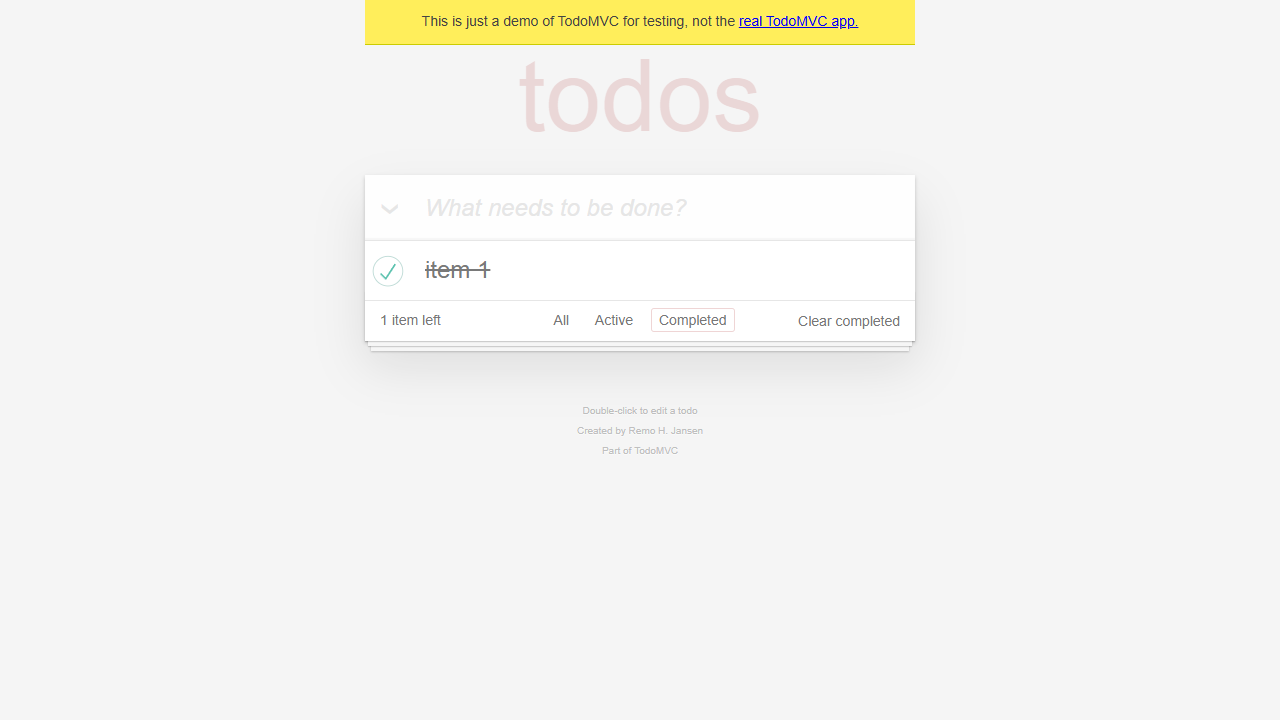 This is just a demo of TodoMVC for testing, not the real TodoMVC app.
todos
What needs to be done?
item 1
1 item left All Active Completed Clear completed
Double-click to edit a todo
Created by Remo H. Jansen
Part of TodoMVC